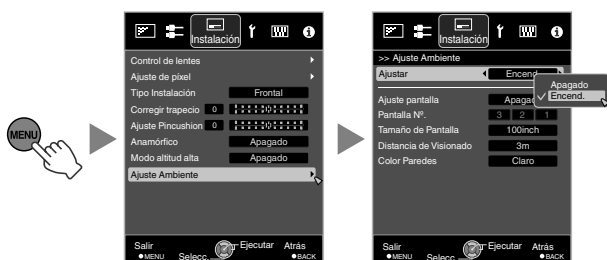 MENU
Instalación
Control de lentes
Ajuste de píxel
Tipo Instalación Frontal
Corregir trapecio 0
Ajuste Pincushion 0
Anamórfico Apagado
Modo altitud alta Apagado
Ajuste Ambiente
Salir Ejecutar Atrás
MENU Selecc. BACK
Instalación
>> Ajuste Ambiente
Ajustar Encend.
Apagado
Encend.
Ajuste pantalla
Pantalla Nº. 3 2 1
Tamaño de Pantalla 100inch
Distancia de Visionado 3m
Color Paredes Claro
Salir Ejecutar Atrás
MENU Selecc. BACK